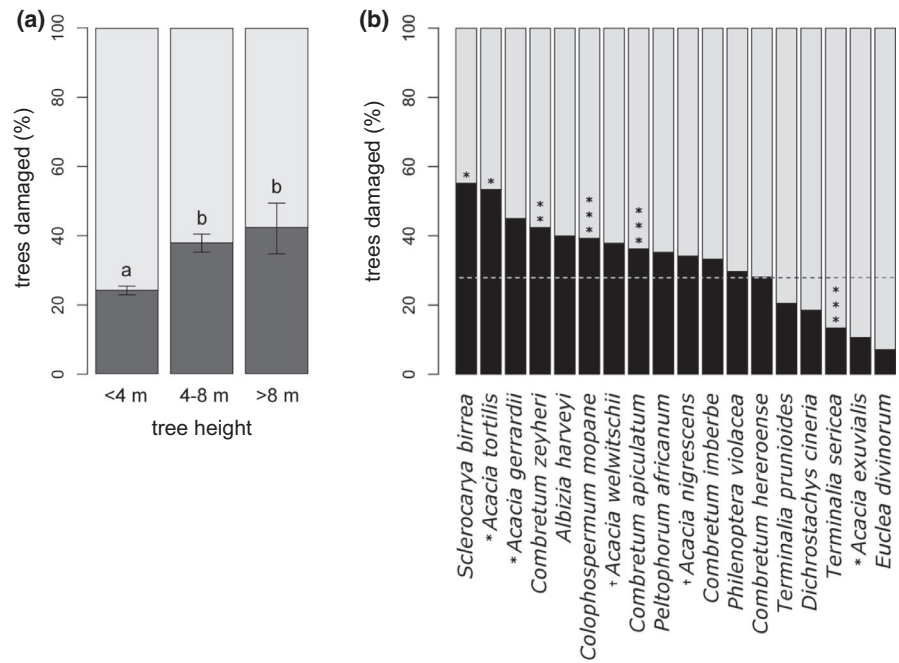 (a)
trees damaged (%)
100
80
60
40
20
0
a
b
b
<4 m
4-8 m
>8 m
tree height
(b)
trees damaged (%)
100
80
60
40
20
0
*
*
**
***
***
***
Sclerocarya birrea
* Acacia tortilis
* Acacia gerrardii
Combretum zeyheri
Albizia harveyi
Colophospermum mopane
† Acacia welwitschii
Combretum apiculatum
Peltophorum africanum
† Acacia nigrescens
Combretum imberbe
Philenoptera violacea
Combretum hereroense
Terminalia prunioides
Dichrostachys cineria
Terminalia sericea
* Acacia exuvialis
Euclea divinorum